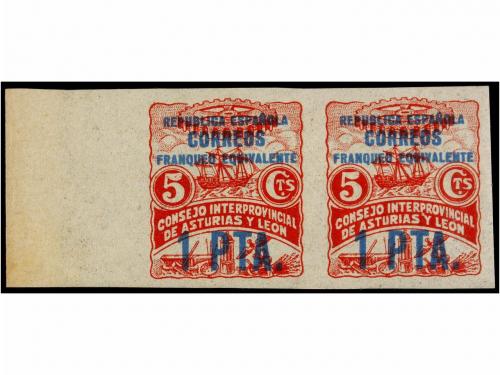 REPUBLICA ESPAÑOLA
CORREOS
FRANQUEO EQUIVALENTE
5 CTS
CONSEJO INTERPROVINCIAL
DE ASTURIAS Y LEON
1 PTA.
REPUBLICA ESPAÑOLA
CORREOS
FRANQUEO EQUIVALENTE
5 CTS
CONSEJO INTERPROVINCIAL
DE ASTURIAS Y LEON
1 PTA.